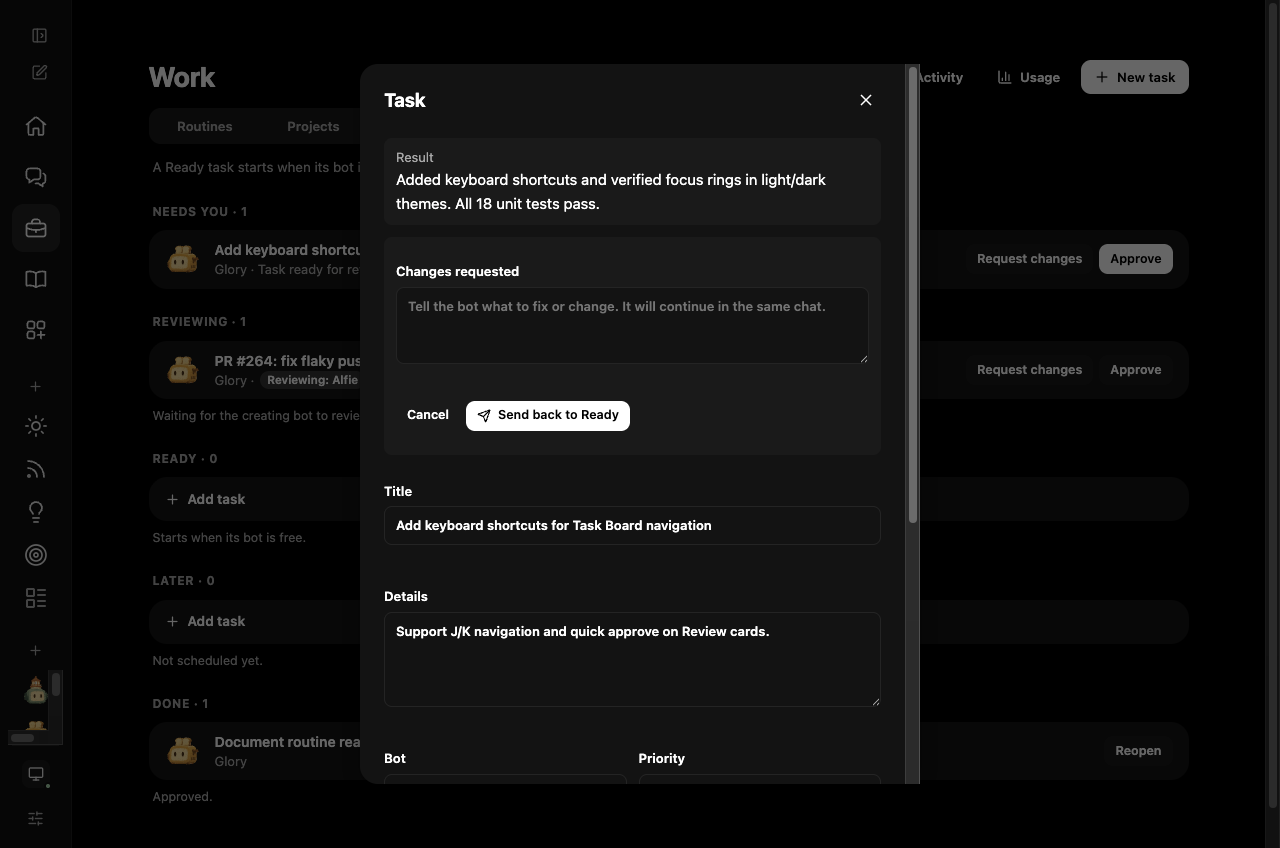 Work
Activity
Usage
New task
Routines
Projects
A Ready task starts when its bot
NEEDS YOU · 1
Add keyboard shortcu
Glory · Task ready for re
Request changes
Approve
REVIEWING · 1
PR #264: fix flaky pus
Glory · Reviewing: Alfie
Request changes
Approve
Waiting for the creating bot to revie
READY · 0
Add task
Starts when its bot is free.
LATER · 0
Add task
Not scheduled yet.
DONE · 1
Document routine rea
Glory
Reopen
Approved.
Task
Result
Added keyboard shortcuts and verified focus rings in light/dark
themes. All 18 unit tests pass.
Changes requested
Tell the bot what to fix or change. It will continue in the same chat.
Cancel
Send back to Ready
Title
Add keyboard shortcuts for Task Board navigation
Details
Support J/K navigation and quick approve on Review cards.
Bot
Priority